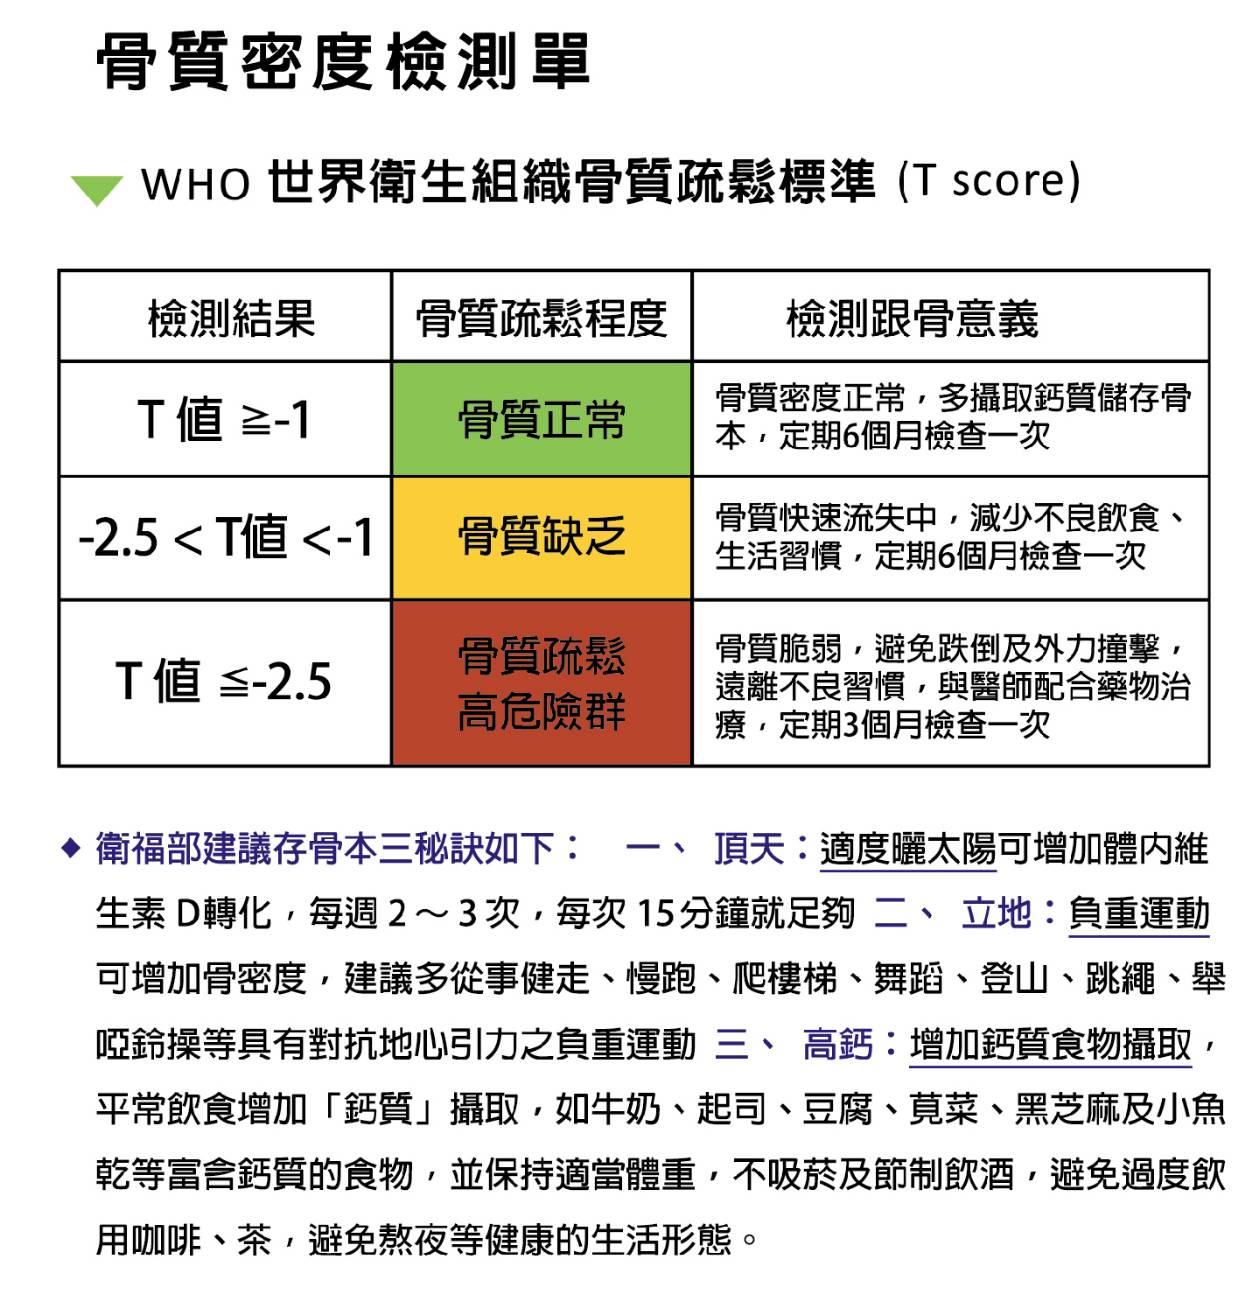 骨質密度檢測單
WHO 世界衛生組織骨質疏鬆標準 (T score)
檢測結果
骨質疏鬆程度
檢測跟骨意義
T 值 ≧-1
骨質正常
骨質密度正常，多攝取鈣質儲存骨
本，定期6個月檢查一次
-2.5 < T值 <-1
骨質缺乏
骨質快速流失中，減少不良飲食、
生活習慣，定期6個月檢查一次
T 值 ≦-2.5
骨質疏鬆
高危險群
骨質脆弱，避免跌倒及外力撞擊，
遠離不良習慣，與醫師配合藥物治
療，定期3個月檢查一次
◆ 衛福部建議存骨本三秘訣如下： 一、 頂天：適度曬太陽可增加體內維
生素 D轉化，每週 2～3 次，每次 15分鐘就足夠 二、 立地：負重運動
可增加骨密度，建議多從事健走、慢跑、爬樓梯、舞蹈、登山、跳繩、舉
啞鈴操等具有對抗地心引力之負重運動 三、 高鈣：增加鈣質食物攝取，
平常飲食增加「鈣質」攝取，如牛奶、起司、豆腐、莧菜、黑芝麻及小魚
乾等富含鈣質的食物，並保持適當體重，不吸菸及節制飲酒，避免過度飲
用咖啡、茶，避免熬夜等健康的生活形態。